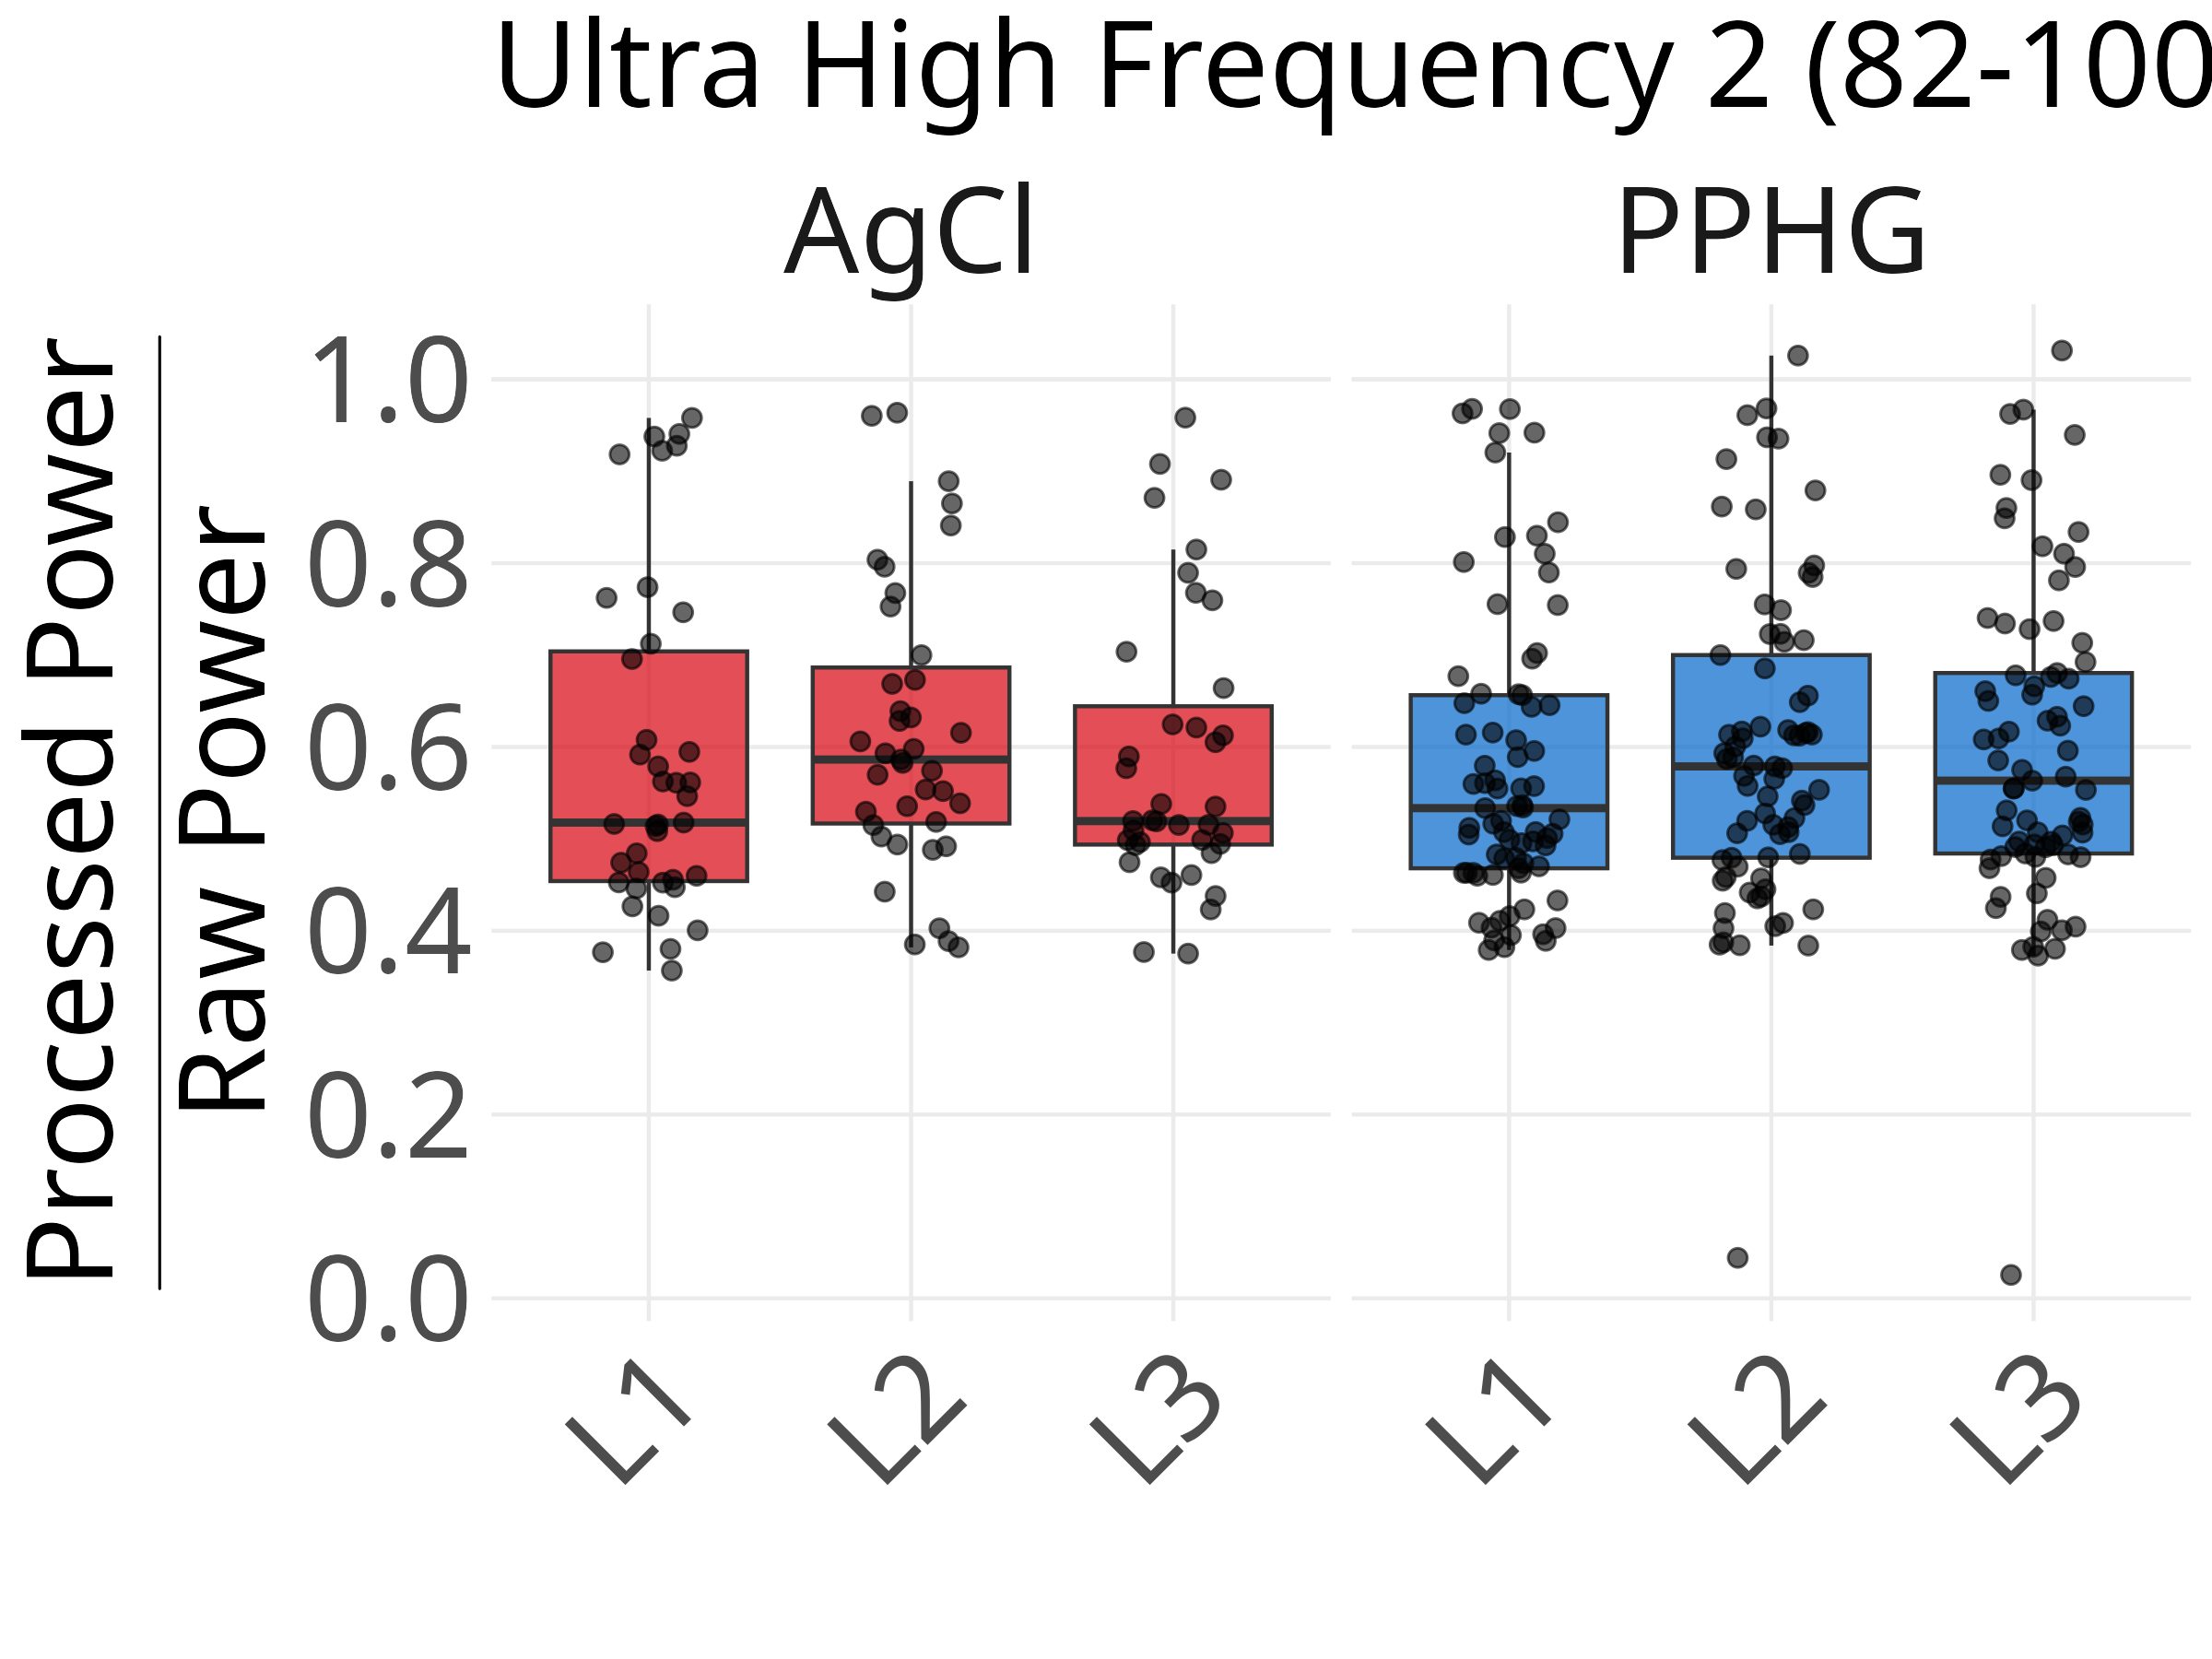 Ultra High Frequency 2 (82-100
AgCl
PPHG
Processed Power
Raw Power
1.0
0.8
0.6
0.4
0.2
0.0
L1
L2
L3
L1
L2
L3